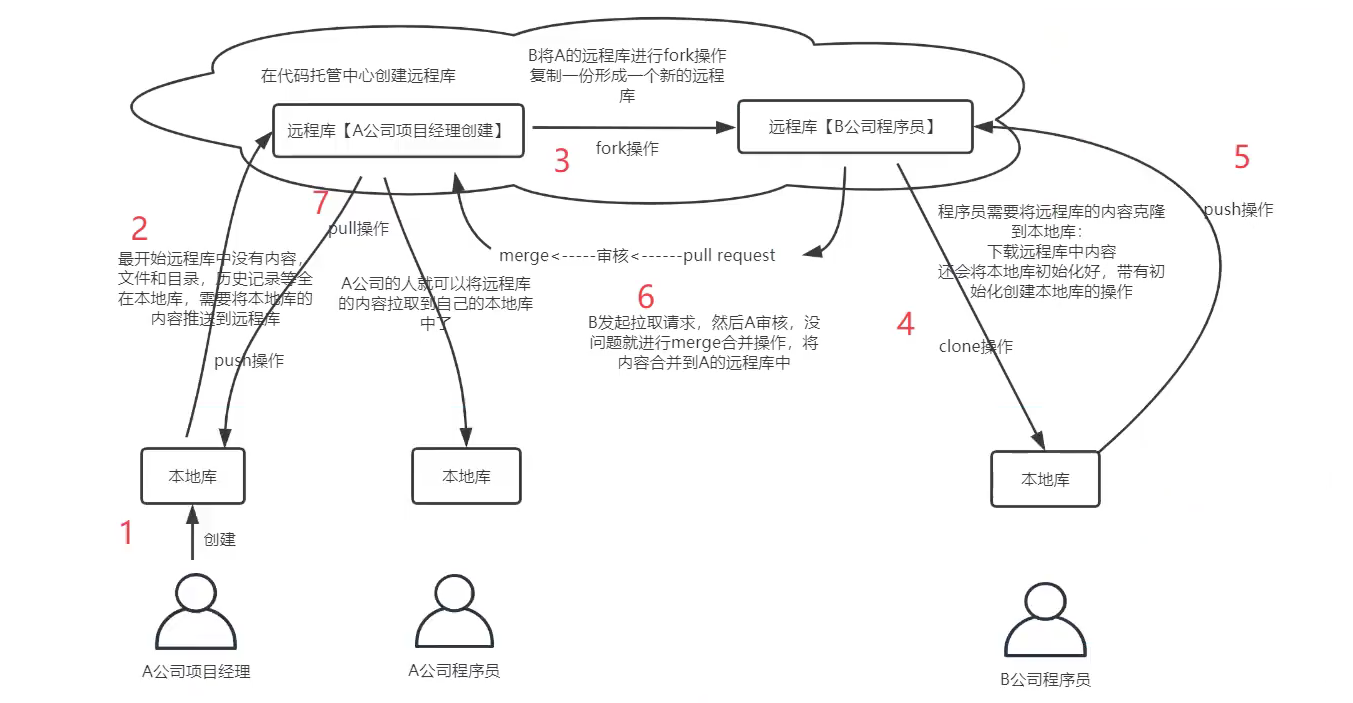 在代码托管中心创建远程库
B将A的远程库进行fork操作
复制一份形成一个新的远程
库
远程库【A公司项目经理创建】
远程库【B公司程序员】
fork操作
3
5
push操作
7
pull操作
2
最开始远程库中没有内容,
文件和目录，历史记录等全
在本地库，需要将本地库的
内容推送到远程库
push操作
A公司的人就可以将远程库
的内容拉取到自己的本地库
中了
merge<-----审核<------pull request
6
B发起拉取请求，然后A审核，没
问题就进行merge合并操作，将
内容合并到A的远程库中
程序员需要将远程库的内容克隆
到本地库：
下载远程库中内容
还会将本地库初始化好，带有初
始化创建本地库的操作
4
clone操作
本地库
本地库
本地库
1
创建
A公司项目经理
A公司程序员
B公司程序员